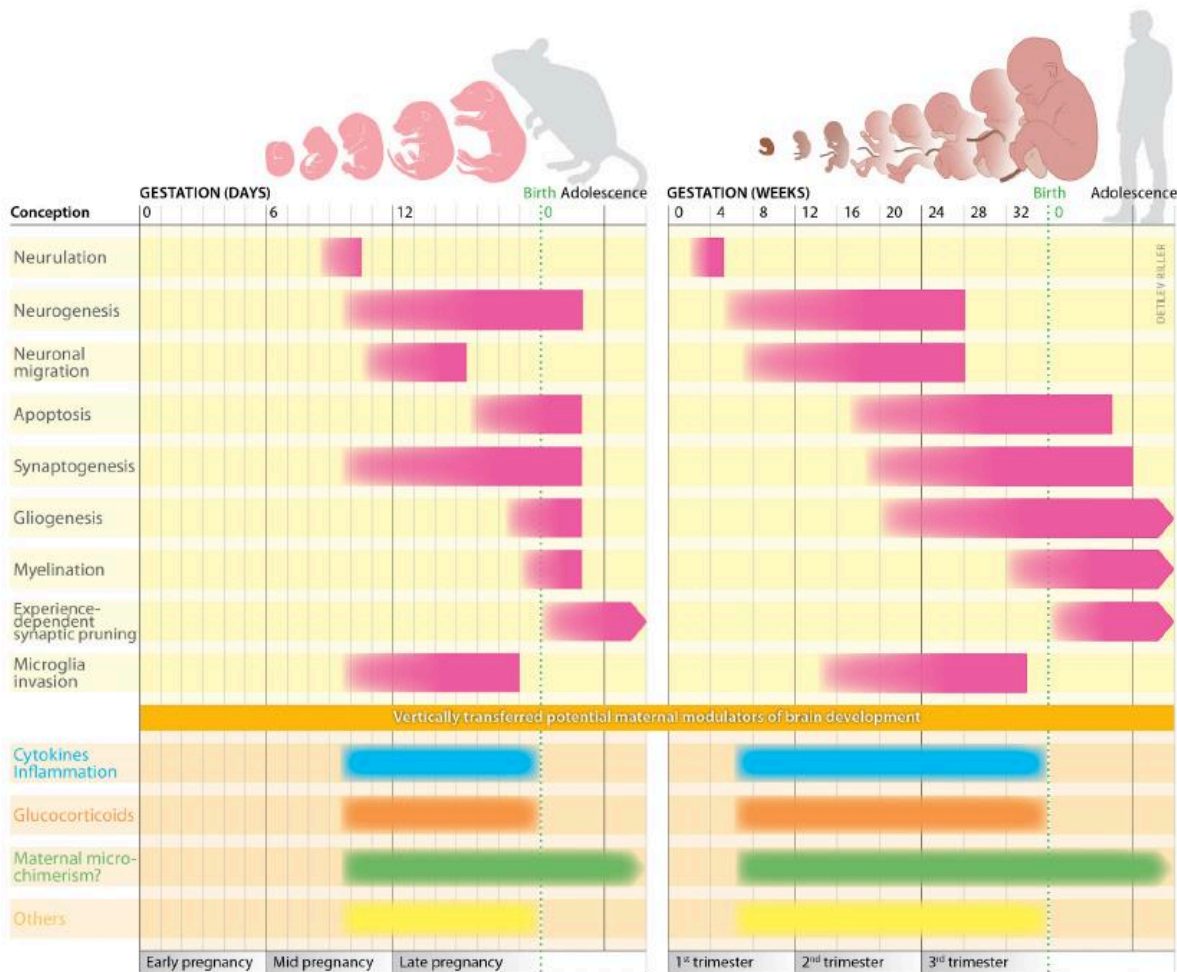 GESTATION (DAYS) Birth Adolescence GESTATION (WEEKS) Birth Adolescence
Conception 0 6 12 0 0 4 8 12 16 20 24 28 32 0
DETLEV RILLER
Neurulation
Neurogenesis
Neuronal
migration
Apoptosis
Synaptogenesis
Gliogenesis
Myelination
Experience-
dependent
synaptic pruning
Microglia
invasion
Vertically transferred potential maternal modulators of brain development
Cytokines
Inflammation
Glucocorticoids
Maternal micro-
chimerism?
Others
Early pregnancy Mid pregnancy Late pregnancy 1st trimester 2nd trimester 3rd trimester